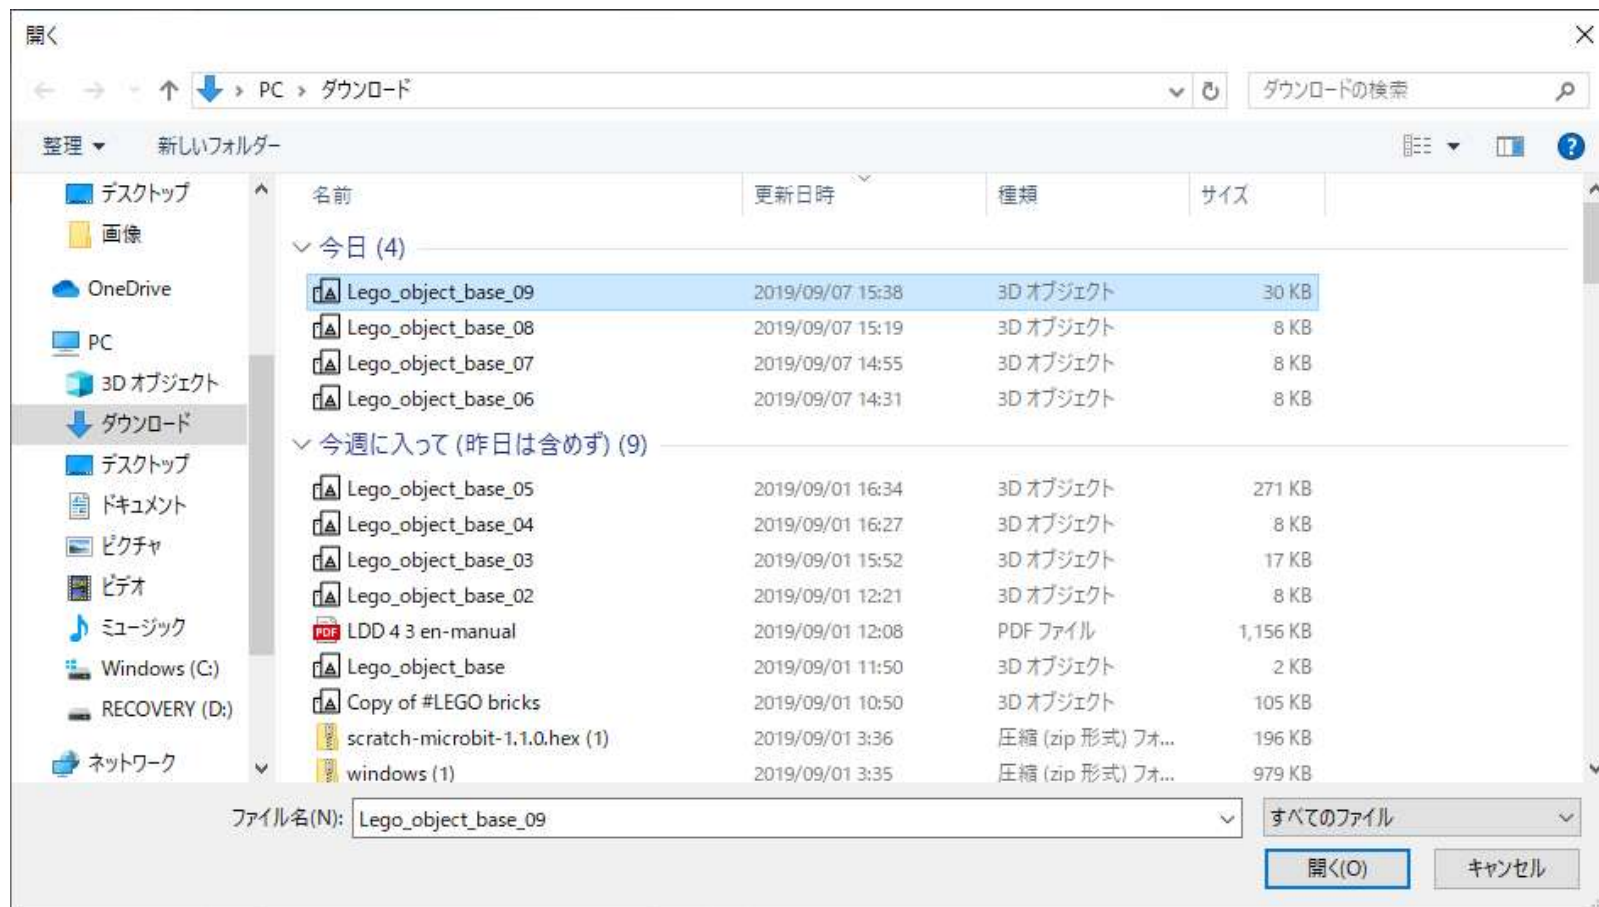 開く
PC › ダウンロード
ダウンロードの検索
整理
新しいフォルダー
デスクトップ
画像
OneDrive
PC
3D オブジェクト
ダウンロード
デスクトップ
ドキュメント
ピクチャ
ビデオ
ミュージック
Windows (C:)
RECOVERY (D:)
ネットワーク
名前 更新日時 種類 サイズ
今日 (4)
Lego_object_base_09 2019/09/07 15:38 3D オブジェクト 30 KB
Lego_object_base_08 2019/09/07 15:19 3D オブジェクト 8 KB
Lego_object_base_07 2019/09/07 14:55 3D オブジェクト 8 KB
Lego_object_base_06 2019/09/07 14:31 3D オブジェクト 8 KB
今週に入って (昨日は含めず) (9)
Lego_object_base_05 2019/09/01 16:34 3D オブジェクト 271 KB
Lego_object_base_04 2019/09/01 16:27 3D オブジェクト 8 KB
Lego_object_base_03 2019/09/01 15:52 3D オブジェクト 17 KB
Lego_object_base_02 2019/09/01 12:21 3D オブジェクト 8 KB
PDF LDD 4 3 en-manual 2019/09/01 12:08 PDF ファイル 1,156 KB
Lego_object_base 2019/09/01 11:50 3D オブジェクト 2 KB
Copy of #LEGO bricks 2019/09/01 10:50 3D オブジェクト 105 KB
scratch-microbit-1.1.0.hex (1) 2019/09/01 3:36 圧縮 (zip 形式) フォ... 196 KB
windows (1) 2019/09/01 3:35 圧縮 (zip 形式) フォ... 979 KB
ファイル名(N): Lego_object_base_09
すべてのファイル
開く(O)
キャンセル